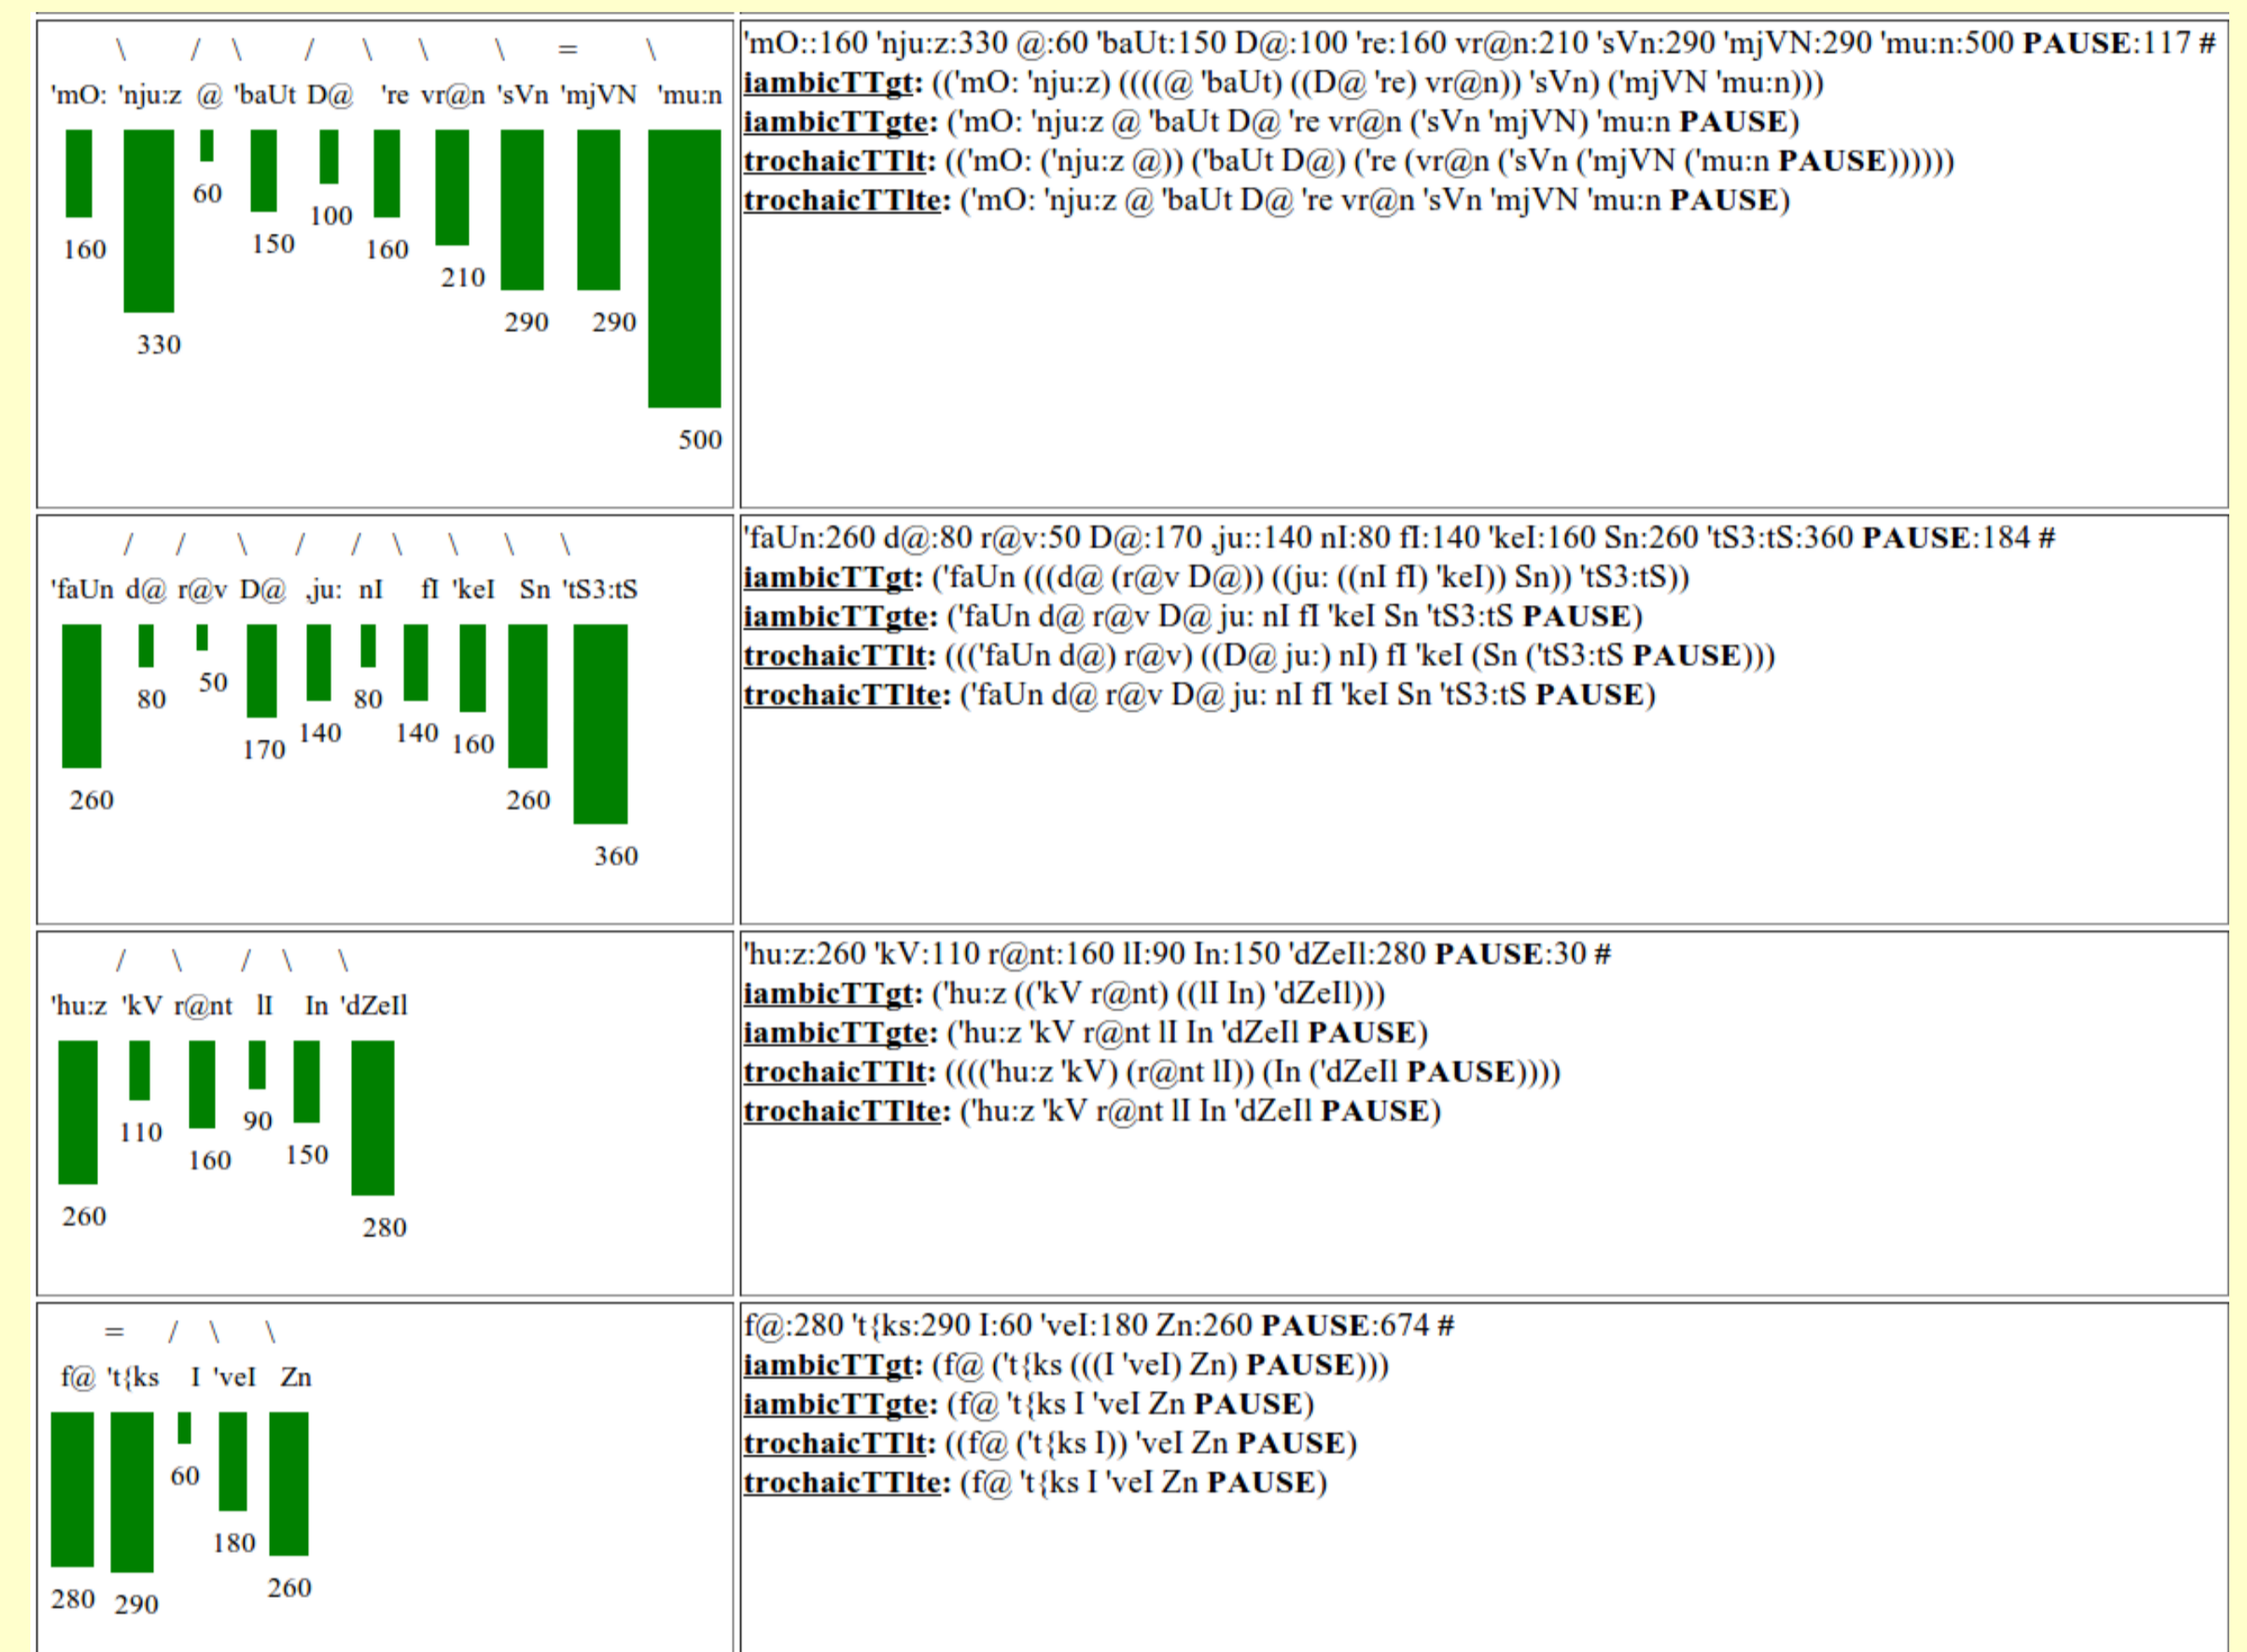 \ / \ / \ \ \ = \
'mO: 'nju:z @ 'baUt D@ 're vr@n 'sVn 'mjVN 'mu:n
160 330 60 150 100 160 210 290 290 500
'mO::160 'nju:z:330 @:60 'baUt:150 D@:100 're:160 vr@n:210 'sVn:290 'mjVN:290 'mu:n:500 PAUSE:117 #
iambicTTgt: (('mO: 'nju:z) ((((@ 'baUt) ((D@ 're) vr@n)) 'sVn) ('mjVN 'mu:n)))
iambicTTgte: ('mO: 'nju:z @ 'baUt D@ 're vr@n ('sVn 'mjVN) 'mu:n PAUSE)
trochaicTTlt: (('mO: ('nju:z @)) ('baUt D@) ('re (vr@n ('sVn ('mjVN ('mu:n PAUSE))))))
trochaicTTlte: ('mO: 'nju:z @ 'baUt D@ 're vr@n 'sVn 'mjVN 'mu:n PAUSE)
/ / \ / / \ \ \ \
'faUn d@ r@v D@ ,ju: nI fI 'keI Sn 'tS3:tS
260 80 50 170 140 80 140 160 260 360
'faUn:260 d@:80 r@v:50 D@:170 ,ju::140 nI:80 fI:140 'keI:160 Sn:260 'tS3:tS:360 PAUSE:184 #
iambicTTgt: ('faUn (((d@ (r@v D@)) ((ju: ((nI fI) 'keI)) Sn)) 'tS3:tS))
iambicTTgte: ('faUn d@ r@v D@ ju: nI fI 'keI Sn 'tS3:tS PAUSE)
trochaicTTlt: ((('faUn d@) r@v) ((D@ ju:) nI) fI 'keI (Sn ('tS3:tS PAUSE)))
trochaicTTlte: ('faUn d@ r@v D@ ju: nI fI 'keI Sn 'tS3:tS PAUSE)
/ \ / \ \
'hu:z 'kV r@nt lI In 'dZeIl
260 110 160 90 150 280
'hu:z:260 'kV:110 r@nt:160 lI:90 In:150 'dZeIl:280 PAUSE:30 #
iambicTTgt: ('hu:z (('kV r@nt) ((lI In) 'dZeIl)))
iambicTTgte: ('hu:z 'kV r@nt lI In 'dZeIl PAUSE)
trochaicTTlt: (((('hu:z 'kV) (r@nt lI)) (In ('dZeIl PAUSE))))
trochaicTTlte: ('hu:z 'kV r@nt lI In 'dZeIl PAUSE)
= / \ \
f@ 't{ks I 'veI Zn
280 290 60 180 260
f@:280 't{ks:290 I:60 'veI:180 Zn:260 PAUSE:674 #
iambicTTgt: (f@ ('t{ks (((I 'veI) Zn) PAUSE)))
iambicTTgte: (f@ 't{ks I 'veI Zn PAUSE)
trochaicTTlt: ((f@ ('t{ks I)) 'veI Zn PAUSE)
trochaicTTlte: (f@ 't{ks I 'veI Zn PAUSE)